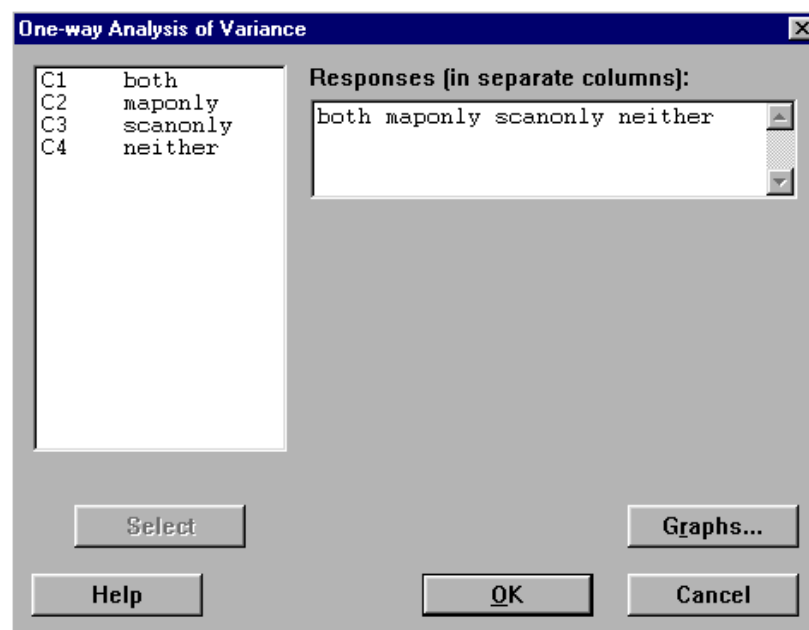 One-way Analysis of Variance
C1 both
C2 maponly
C3 scanonly
C4 neither
Responses (in separate columns):
both maponly scanonly neither
Select
Graphs...
Help
OK
Cancel